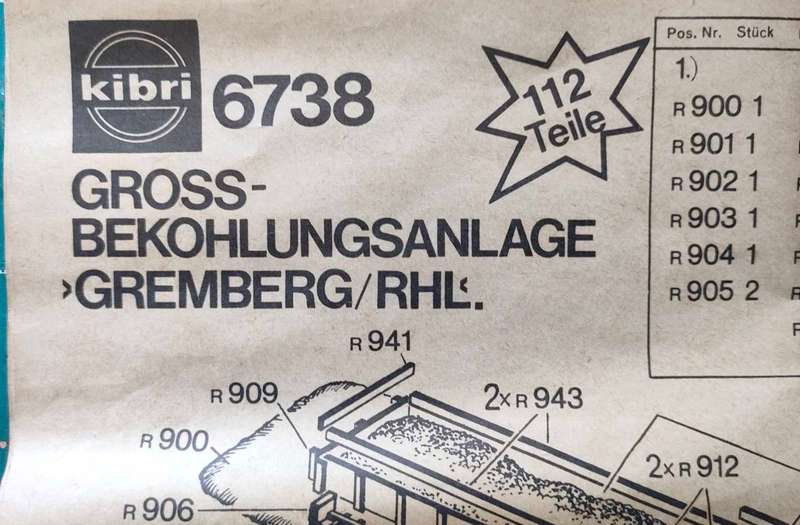 kibri
6738
112
Teile
GROSS-
BEKOHLUNGSANLAGE
›GREMBERG/RHL‹.
Pos. Nr. Stück
1.)
R 900 1
R 901 1
R 902 1
R 903 1
R 904 1
R 905 2
R 941
R 909
2x R 943
R 900
2x R 912
R 906